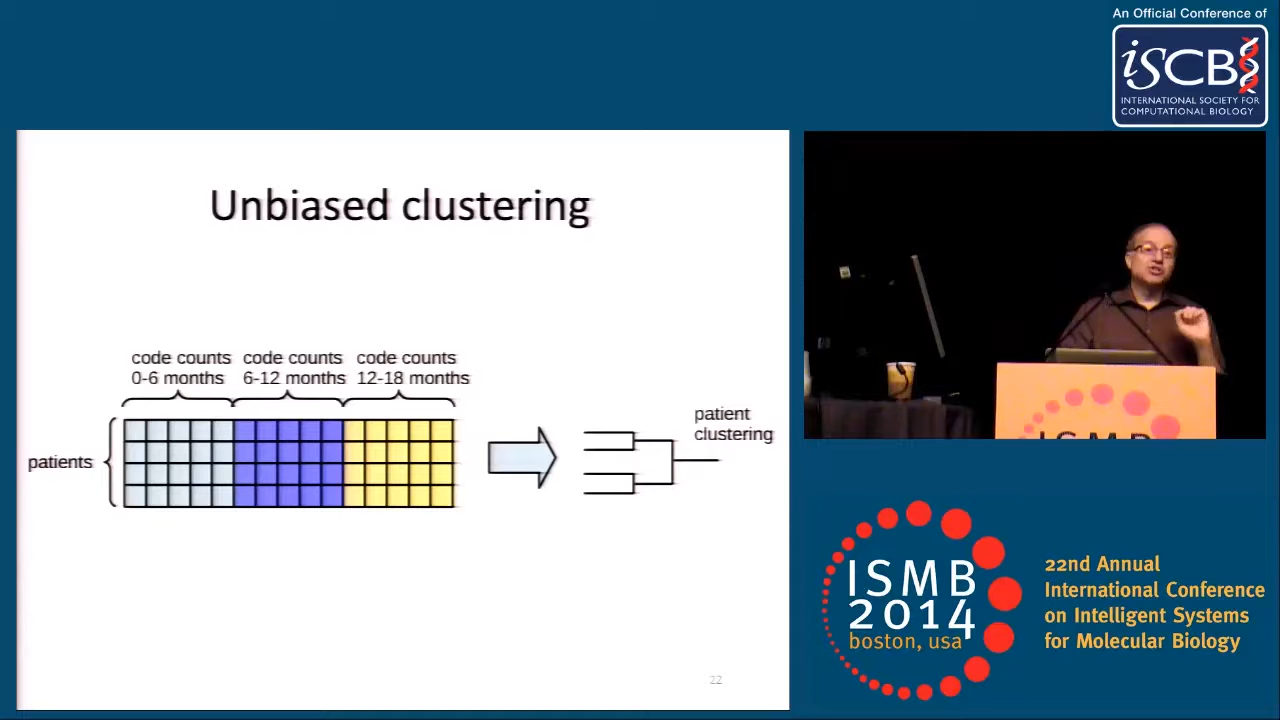 An Official Conference of
iSCB
INTERNATIONAL SOCIETY FOR
COMPUTATIONAL BIOLOGY
Unbiased clustering
code counts code counts code counts
0-6 months 6-12 months 12-18 months
patients
patient
clustering
22
ISMB
ISMB
2014
boston, usa
22nd Annual
International Conference
on Intelligent Systems
for Molecular Biology